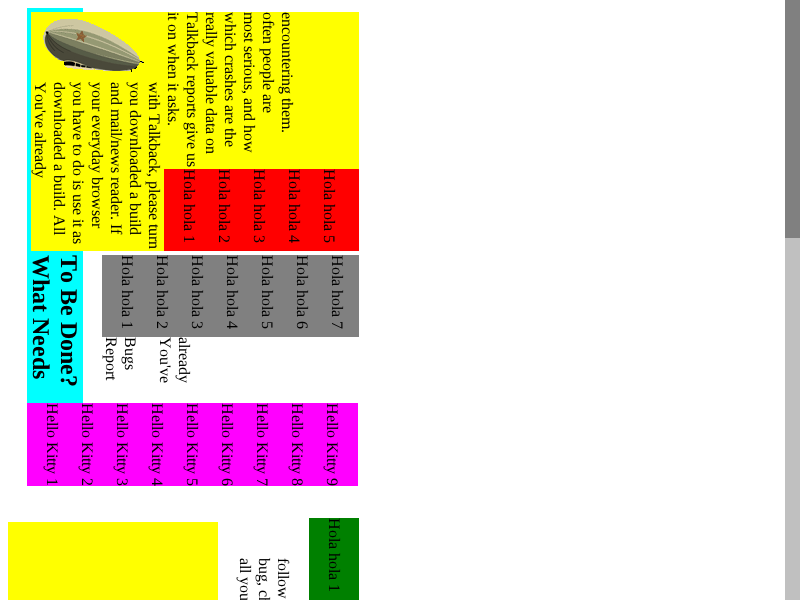 You've already
downloaded a build. All
you have to do is use it as
your everyday browser
and mail/news reader. If
you downloaded a build
with Talkback, please turn
it on when it asks.
Talkback reports give us
really valuable data on
which crashes are the
most serious, and how
often people are
encountering them.
Hola hola 1
Hola hola 2
Hola hola 3
Hola hola 4
Hola hola 5
What Needs
To Be Done?
Hola hola 1
Hola hola 2
Hola hola 3
Hola hola 4
Hola hola 5
Hola hola 6
Hola hola 7
Report
Bugs
You've
already
Hello Kitty 1
Hello Kitty 2
Hello Kitty 3
Hello Kitty 4
Hello Kitty 5
Hello Kitty 6
Hello Kitty 7
Hello Kitty 8
Hello Kitty 9
all you
bug,
follow
Hola hola 1